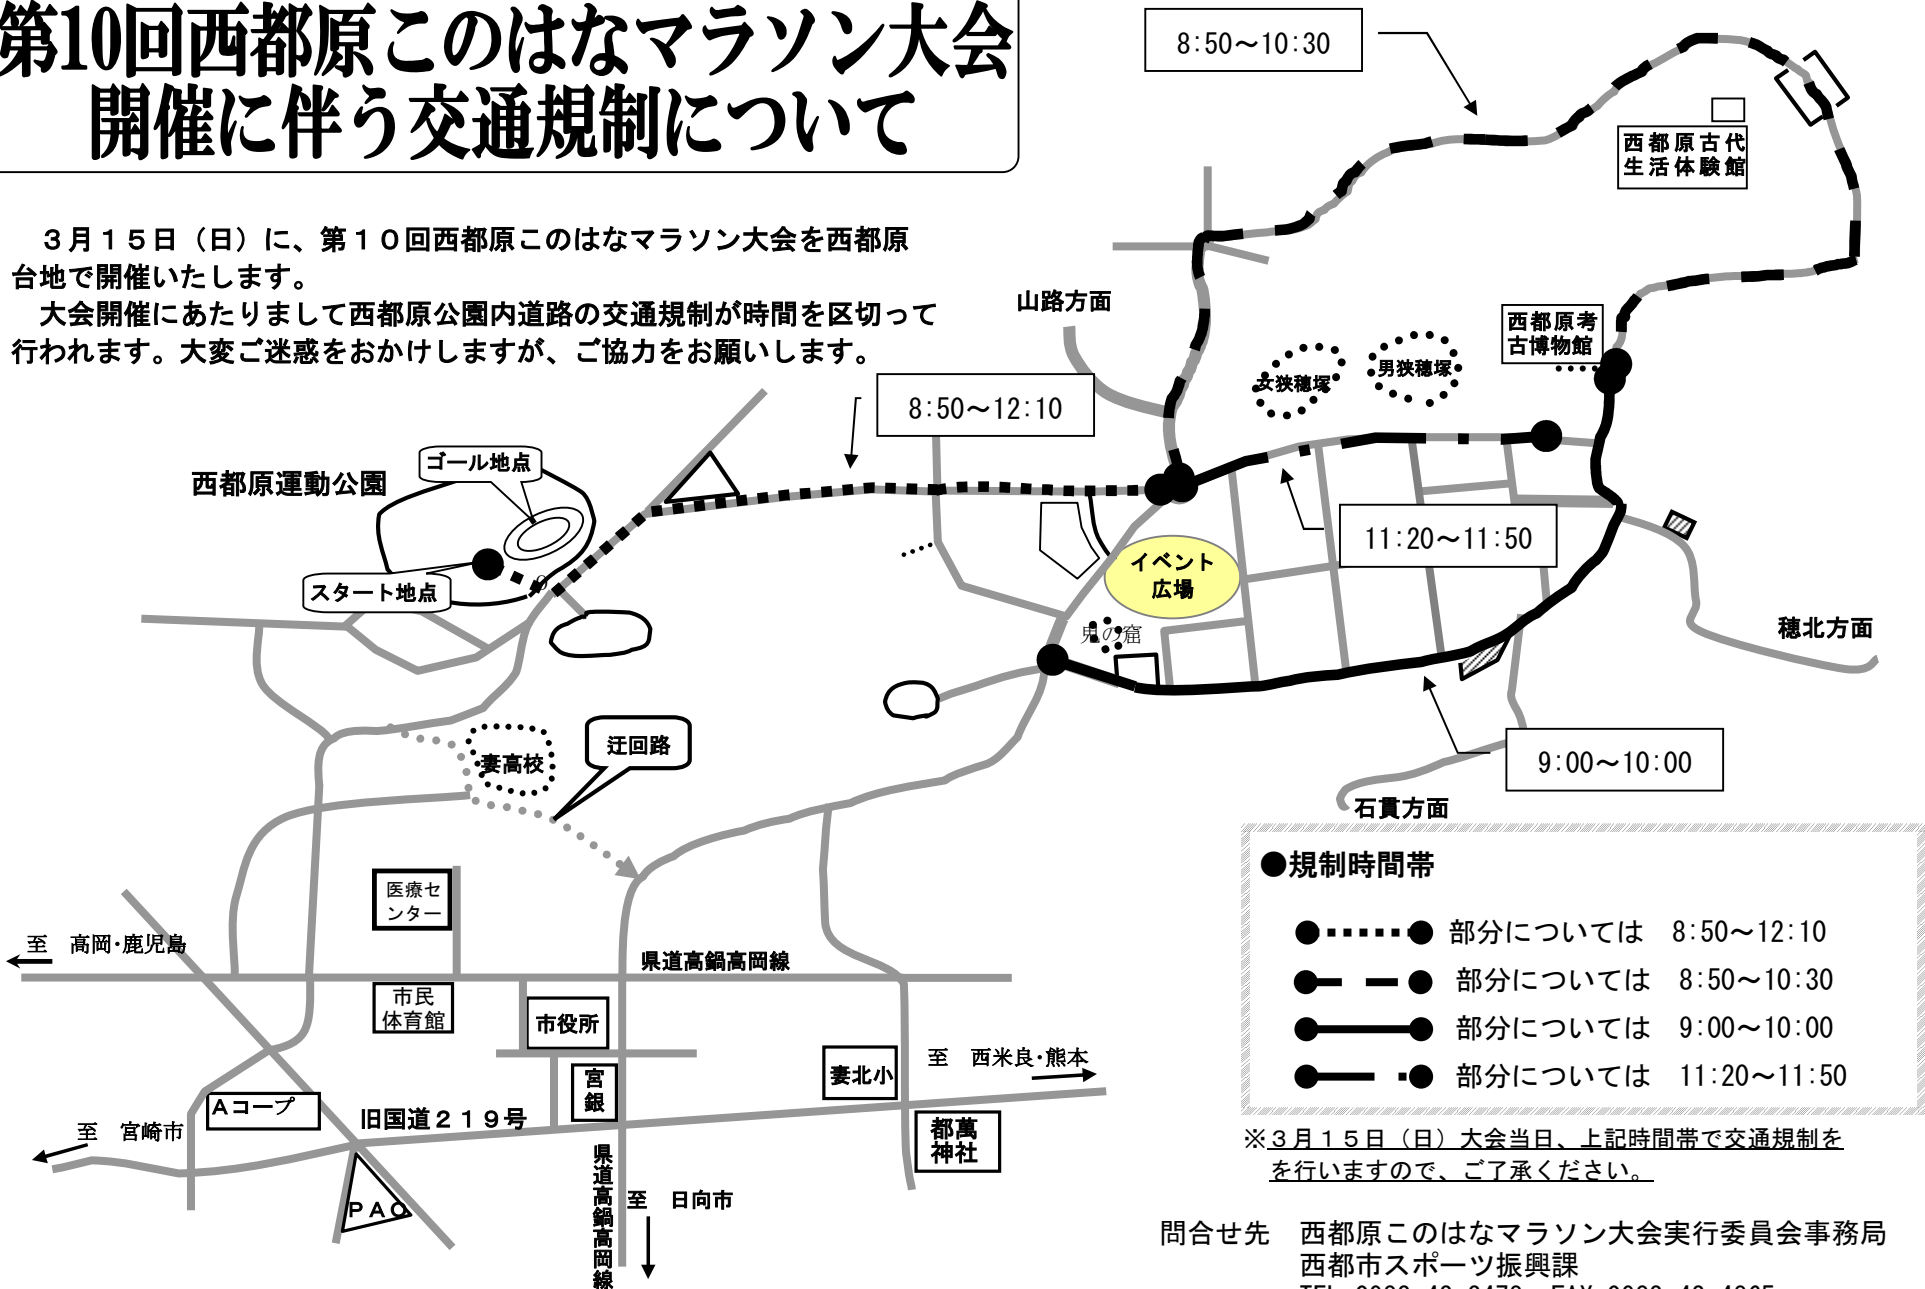 第10回西都原このはなマラソン大会
開催に伴う交通規制について
3月15日（日）に、第10回西都原このはなマラソン大会を西都原
台地で開催いたします。
大会開催にあたりまして西都原公園内道路の交通規制が時間を区切って
行われます。大変ご迷惑をおかけしますが、ご協力をお願いします。
8:50～10:30
西都原古代
生活体験館
山路方面
西都原考
古博物館
女狭穂塚
男狭穂塚
8:50～12:10
西都原運動公園
ゴール地点
スタート地点
11:20～11:50
イベント
広場
鬼の窟
穂北方面
9:00～10:00
石貫方面
妻高校
迂回路
医療セ
ンター
至　高岡・鹿児島
県道高鍋高岡線
市民
体育館
市役所
宮
銀
妻北小
至　西米良・熊本
Aコープ
旧国道219号
都萬
神社
至　宮崎市
PAO
県道高鍋高岡線
至　日向市
●規制時間帯
部分については　8:50～12:10
部分については　8:50～10:30
部分については　9:00～10:00
部分については　11:20～11:50
※3月15日（日）大会当日、上記時間帯で交通規制を
を行いますので、ご了承ください。
問合せ先　西都原このはなマラソン大会実行委員会事務局
西都市スポーツ振興課